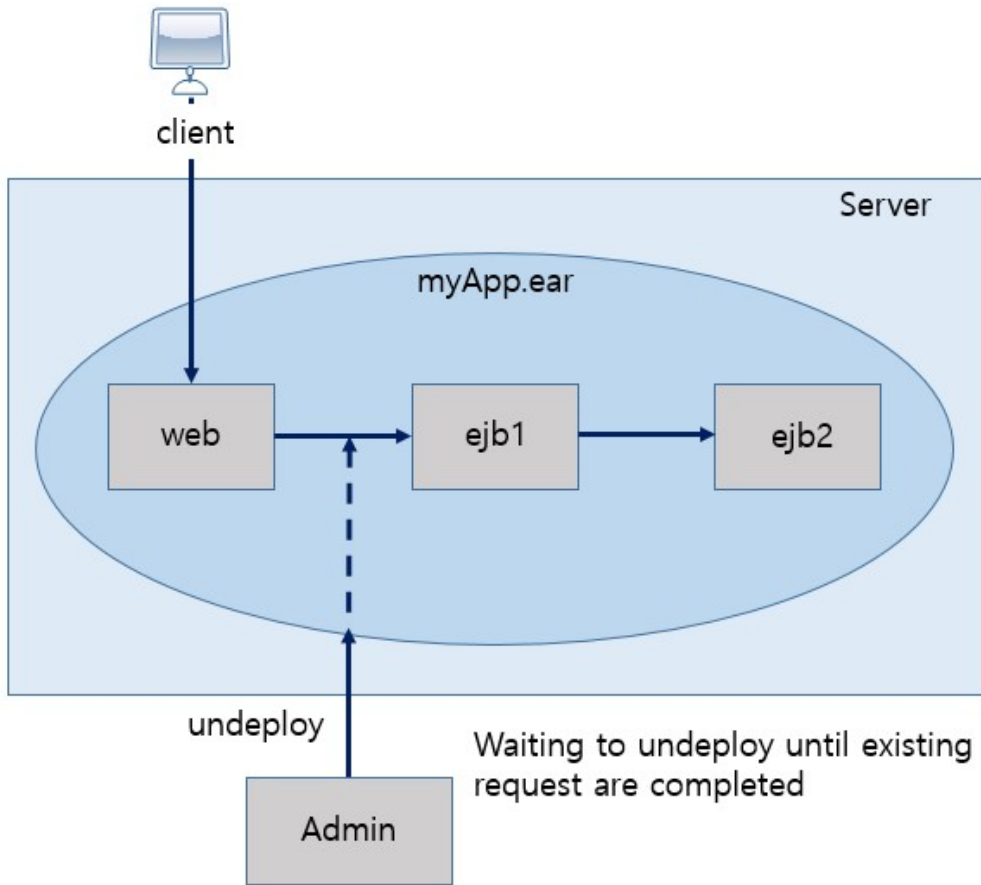 client
Server
myApp.ear
web
ejb1
ejb2
undeploy
Waiting to undeploy until existing
request are completed
Admin